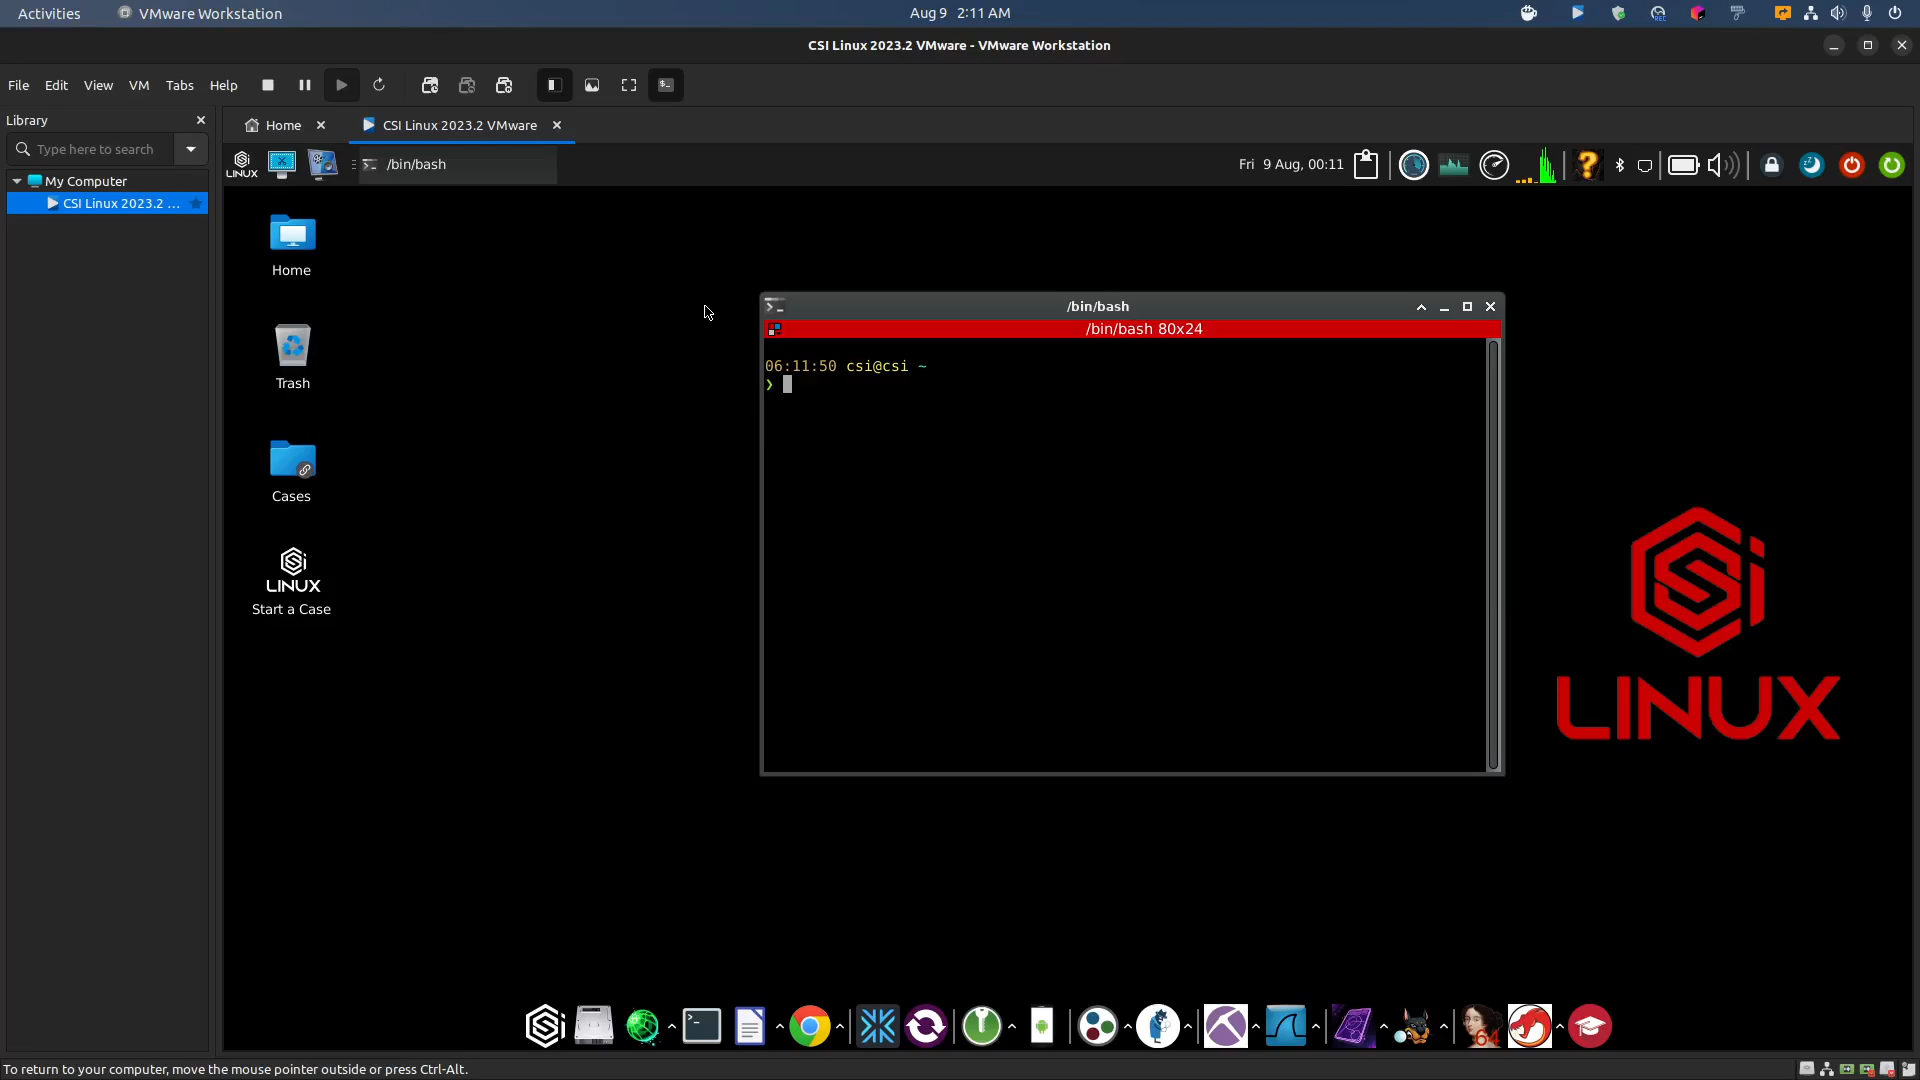 Activities
VMware Workstation
Aug 9 2:11 AM
REC
CSI Linux 2023.2 VMware - VMware Workstation
File Edit View VM Tabs Help
Library
Home
CSI Linux 2023.2 VMware
Type here to search
LINUX
/bin/bash
Fri 9 Aug, 00:11
My Computer
CSI Linux 2023.2 ...
Home
Trash
Cases
LINUX
Start a Case
/bin/bash
/bin/bash 80x24
06:11:50 csi@csi ~
❯
LINUX
64
To return to your computer, move the mouse pointer outside or press Ctrl-Alt.